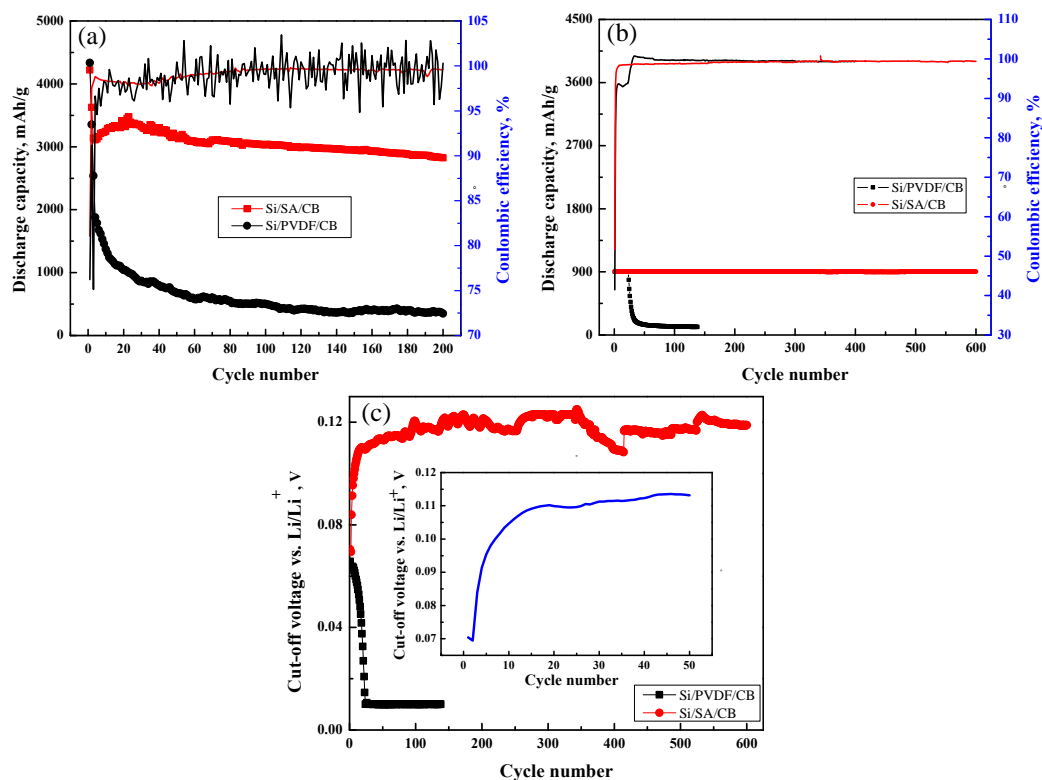 (a)
5000
4000
3000
2000
1000
0
Discharge capacity, mAh/g
0 20 40 60 80 100 120 140 160 180 200
Cycle number
105
100
95
90
85
80
75
70
Coulombic efficiency, %
Si/SA/CB
Si/PVDF/CB
(b)
4500
3600
2700
1800
900
0
Discharge capacity, mAh/g
0 100 200 300 400 500 600
Cycle number
110
100
90
80
70
60
50
40
30
Coulombic efficiency, %
Si/PVDF/CB
Si/SA/CB
(c)
0.12
0.08
0.04
0.00
Cut-off voltage vs. Li/Li+, V
0 100 200 300 400 500 600
Cycle number
0.12
0.11
0.10
0.09
0.08
0.07
Cut-off voltage vs. Li/Li+, V
0 10 20 30 40 50
Cycle number
Si/PVDF/CB
Si/SA/CB